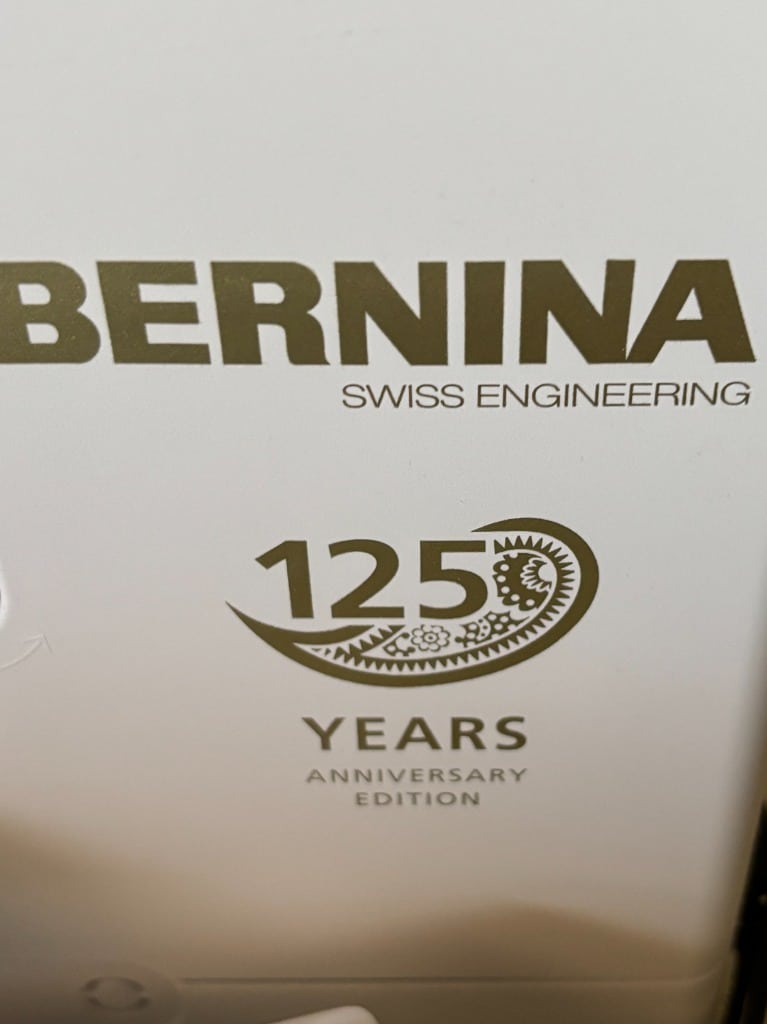 BERNINA
SWISS ENGINEERING
125
YEARS
ANNIVERSARY
EDITION